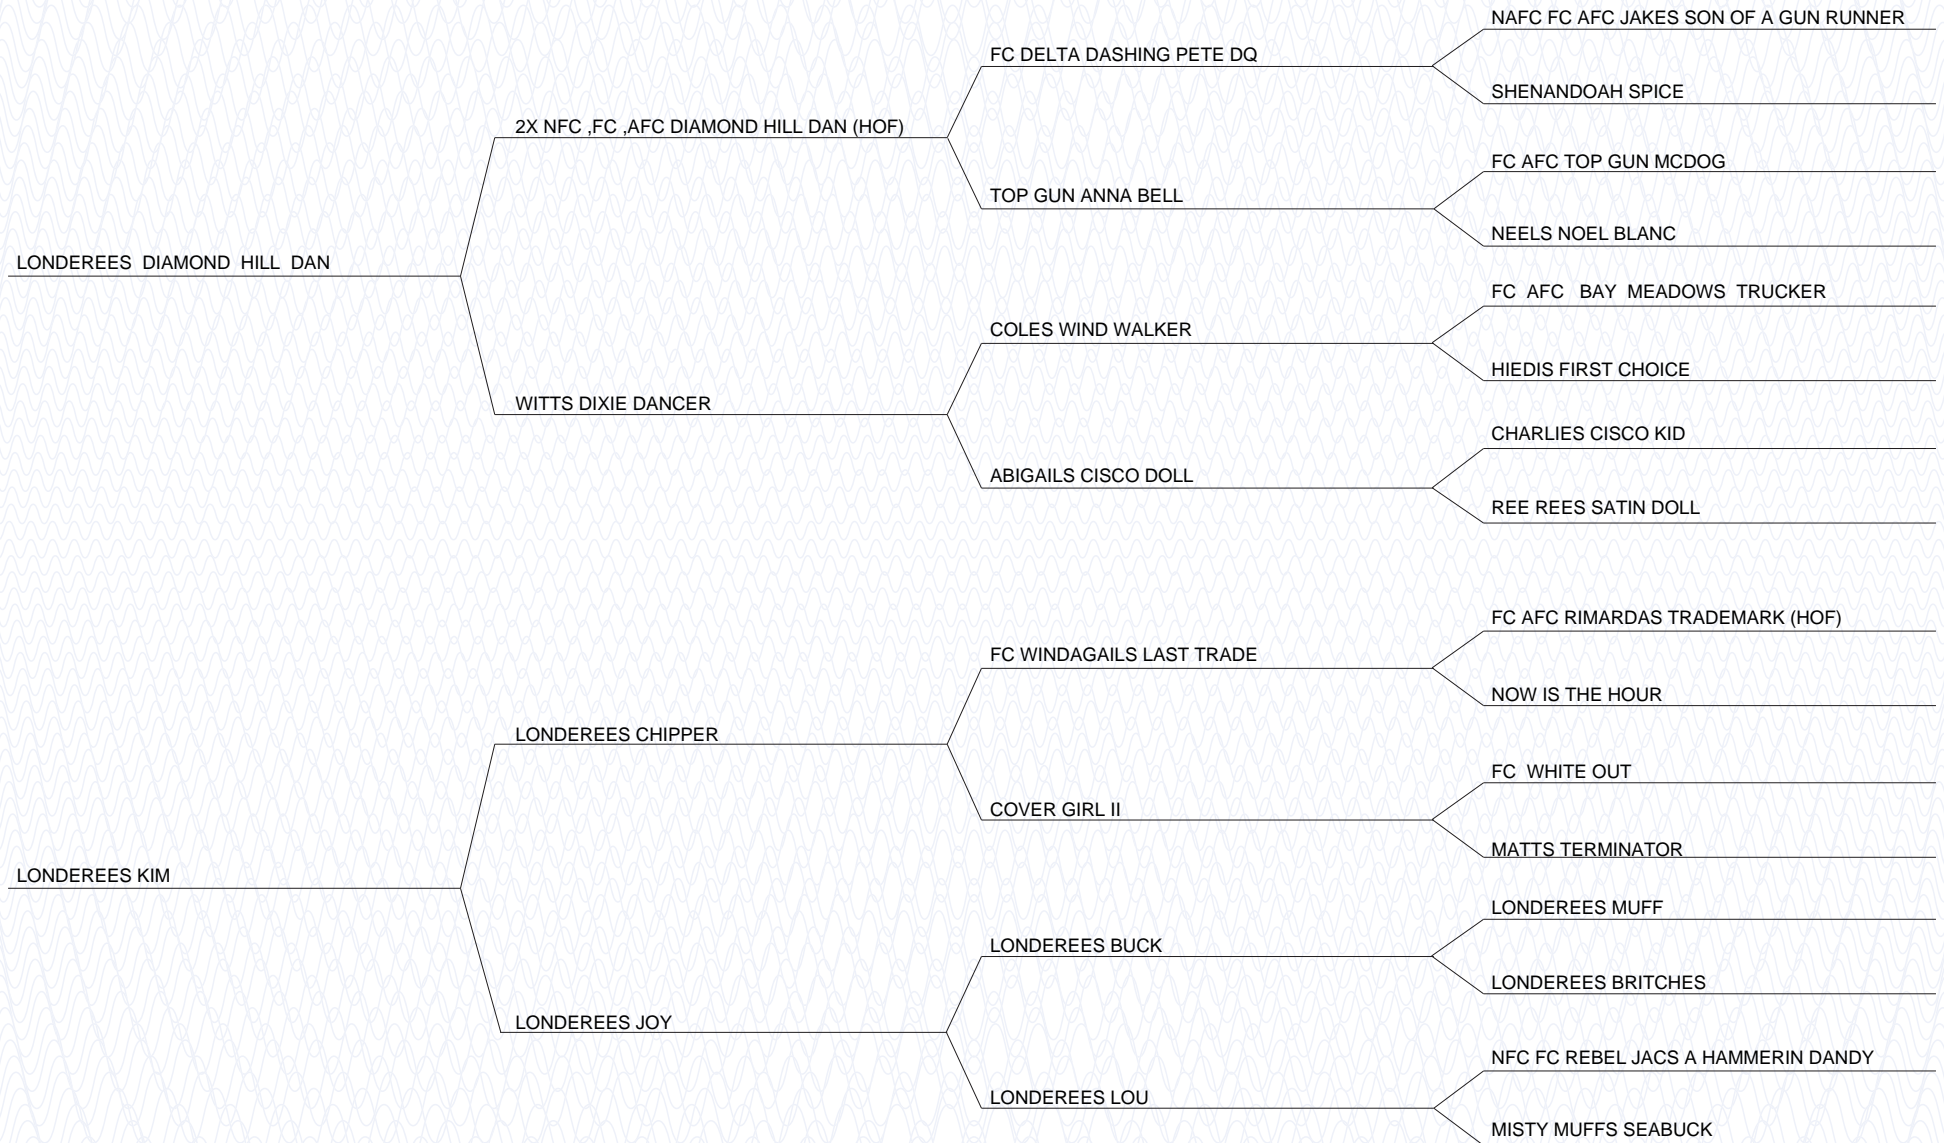 NAFC FC AFC JAKES SON OF A GUN RUNNER
FC DELTA DASHING PETE DQ
SHENANDOAH SPICE
2X NFC ,FC ,AFC DIAMOND HILL DAN (HOF)
FC AFC TOP GUN MCDOG
TOP GUN ANNA BELL
NEELS NOEL BLANC
LONDEREES DIAMOND HILL DAN
FC AFC BAY MEADOWS TRUCKER
COLES WIND WALKER
HIEDIS FIRST CHOICE
WITTS DIXIE DANCER
CHARLIES CISCO KID
ABIGAILS CISCO DOLL
REE REES SATIN DOLL
FC AFC RIMARDAS TRADEMARK (HOF)
FC WINDAGAILS LAST TRADE
NOW IS THE HOUR
LONDEREES CHIPPER
FC WHITE OUT
COVER GIRL II
MATTS TERMINATOR
LONDEREES KIM
LONDEREES MUFF
LONDEREES BUCK
LONDEREES BRITCHES
LONDEREES JOY
NFC FC REBEL JACS A HAMMERIN DANDY
LONDEREES LOU
MISTY MUFFS SEABUCK